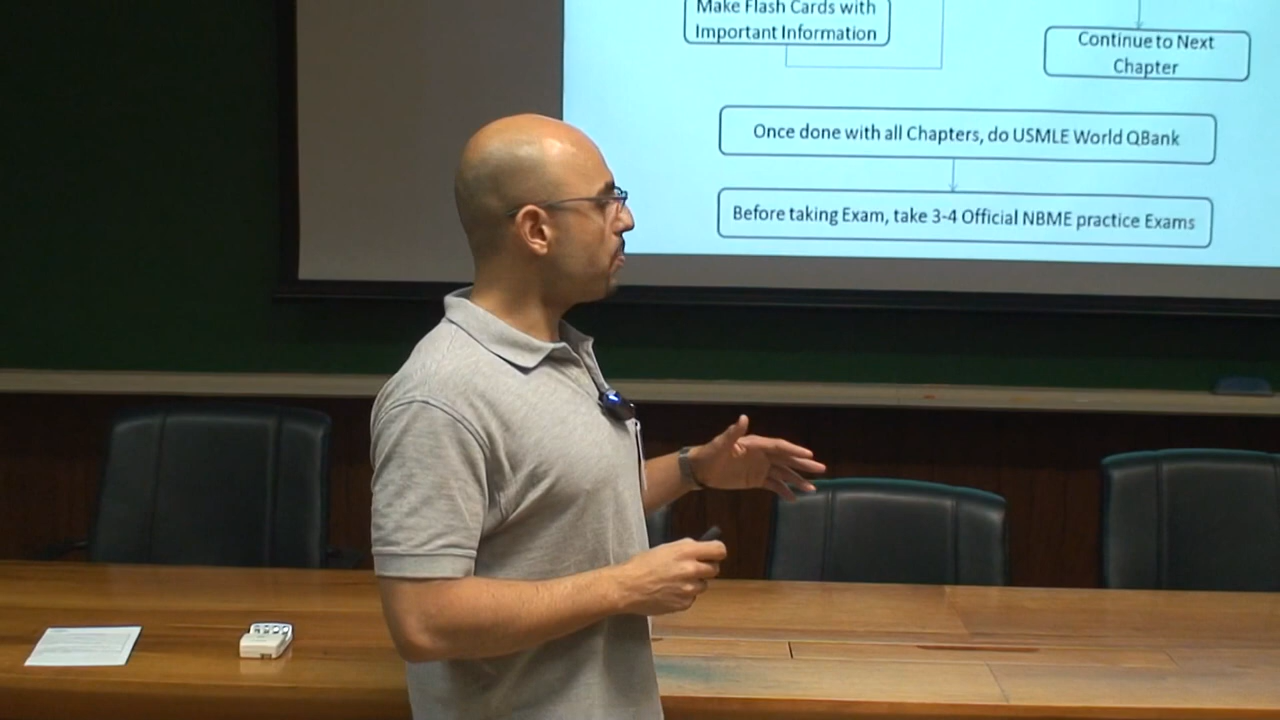 Make Flash Cards with
Important Information
Continue to Next
Chapter
Once done with all Chapters, do USMLE World QBank
Before taking Exam, take 3-4 Official NBME practice Exams